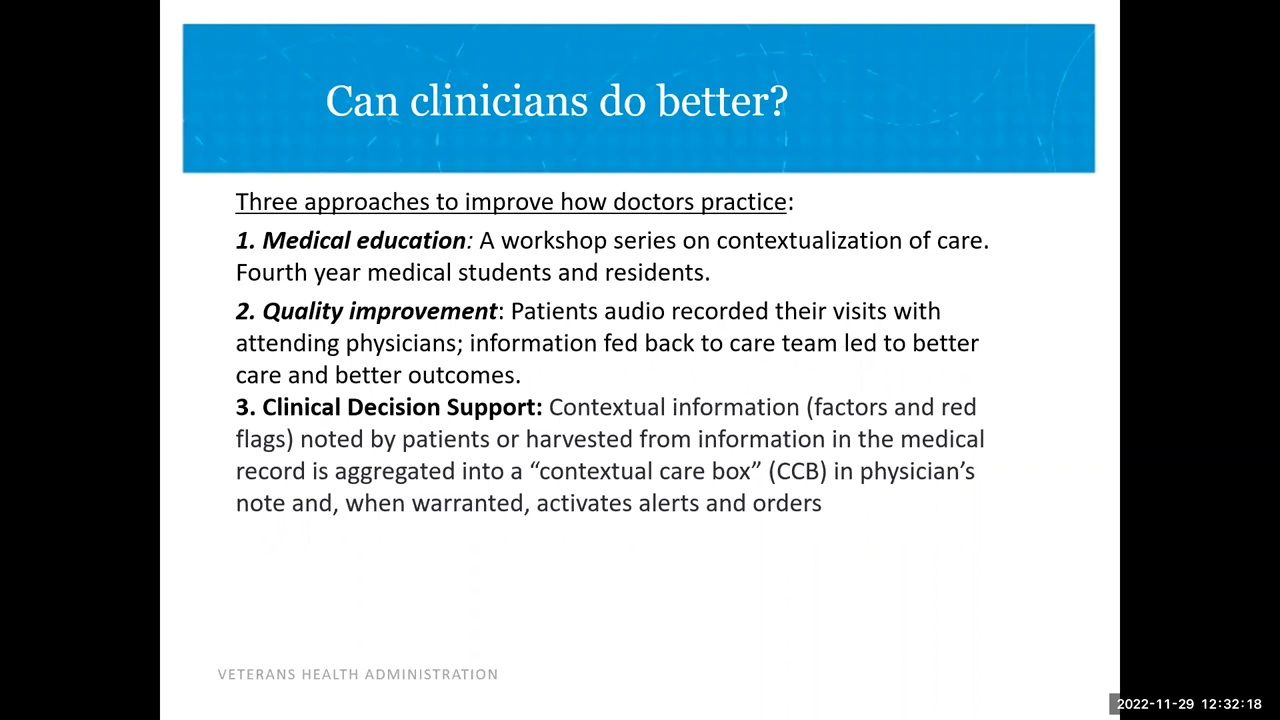 Can clinicians do better?
Three approaches to improve how doctors practice:
1. Medical education: A workshop series on contextualization of care.
Fourth year medical students and residents.
2. Quality improvement: Patients audio recorded their visits with
attending physicians; information fed back to care team led to better
care and better outcomes.
3. Clinical Decision Support: Contextual information (factors and red
flags) noted by patients or harvested from information in the medical
record is aggregated into a “contextual care box” (CCB) in physician’s
note and, when warranted, activates alerts and orders
VETERANS HEALTH ADMINISTRATION
2022-11-29 12:32:18